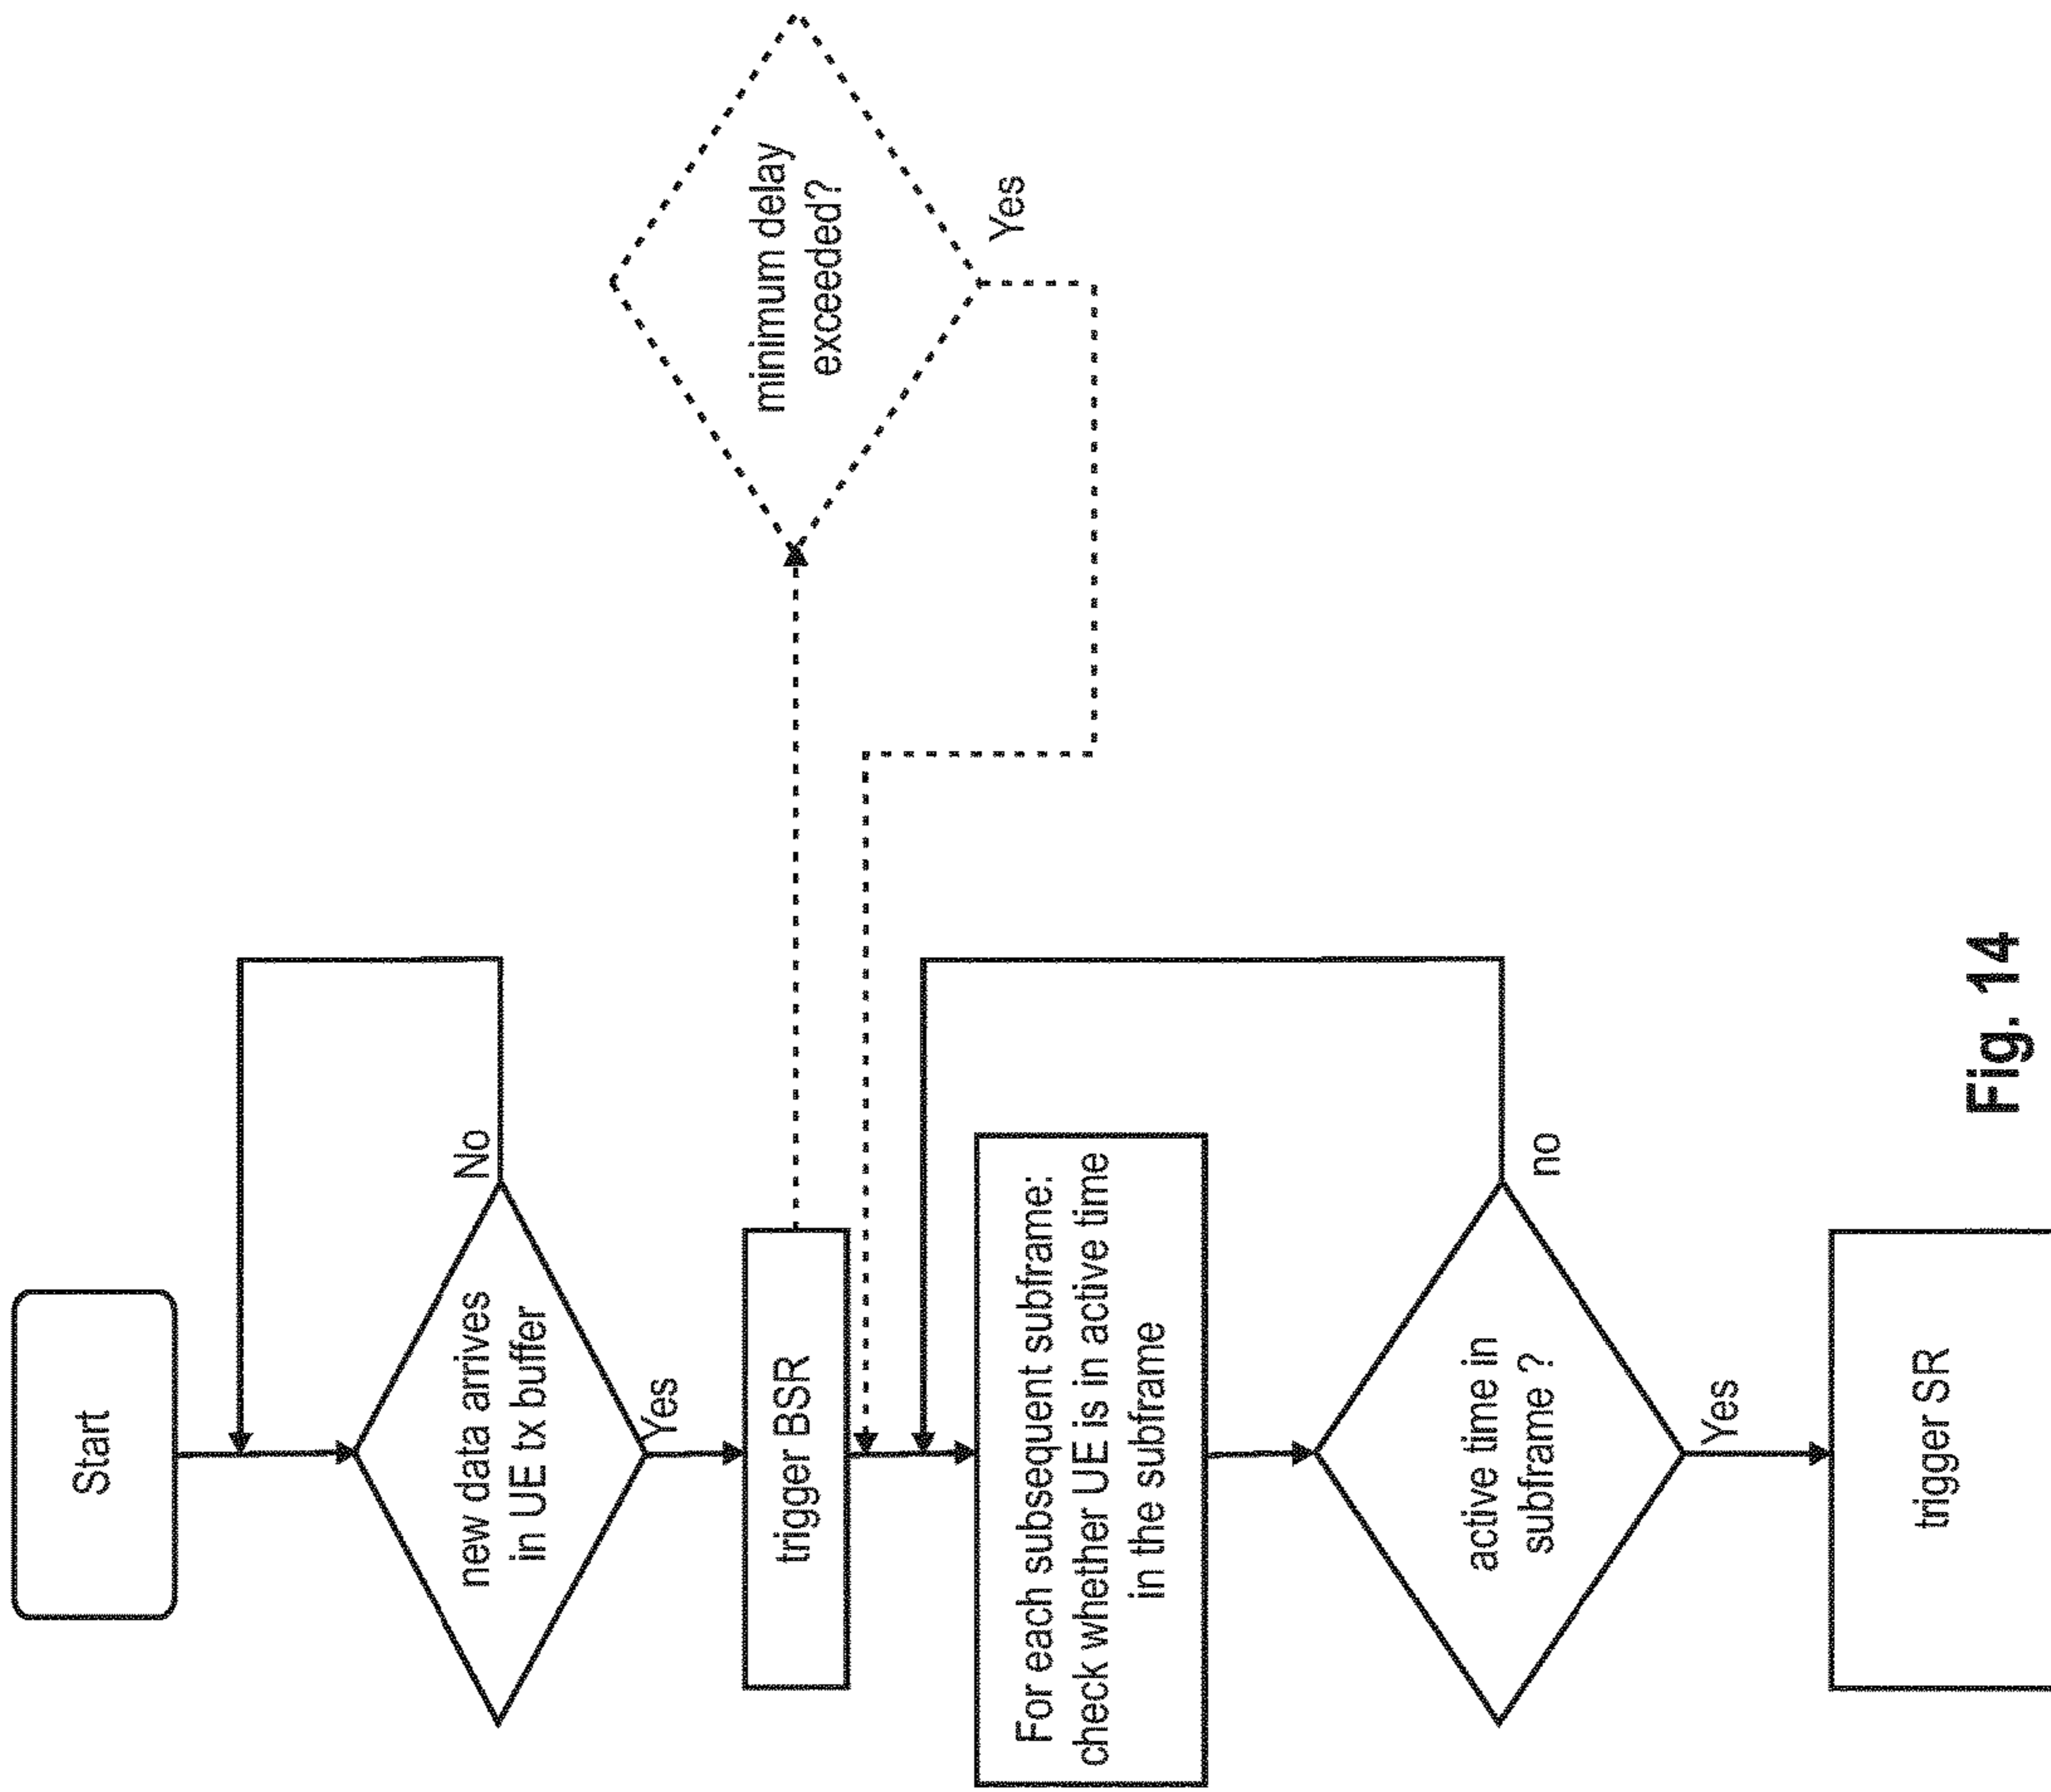 Start
new data arrives
in UE tx buffer
No
Yes
trigger BSR
minimum delay
exceeded?
Yes
For each subsequent subframe:
check whether UE is in active time
in the subframe
active time in
subframe ?
no
Yes
trigger SR
Fig. 14